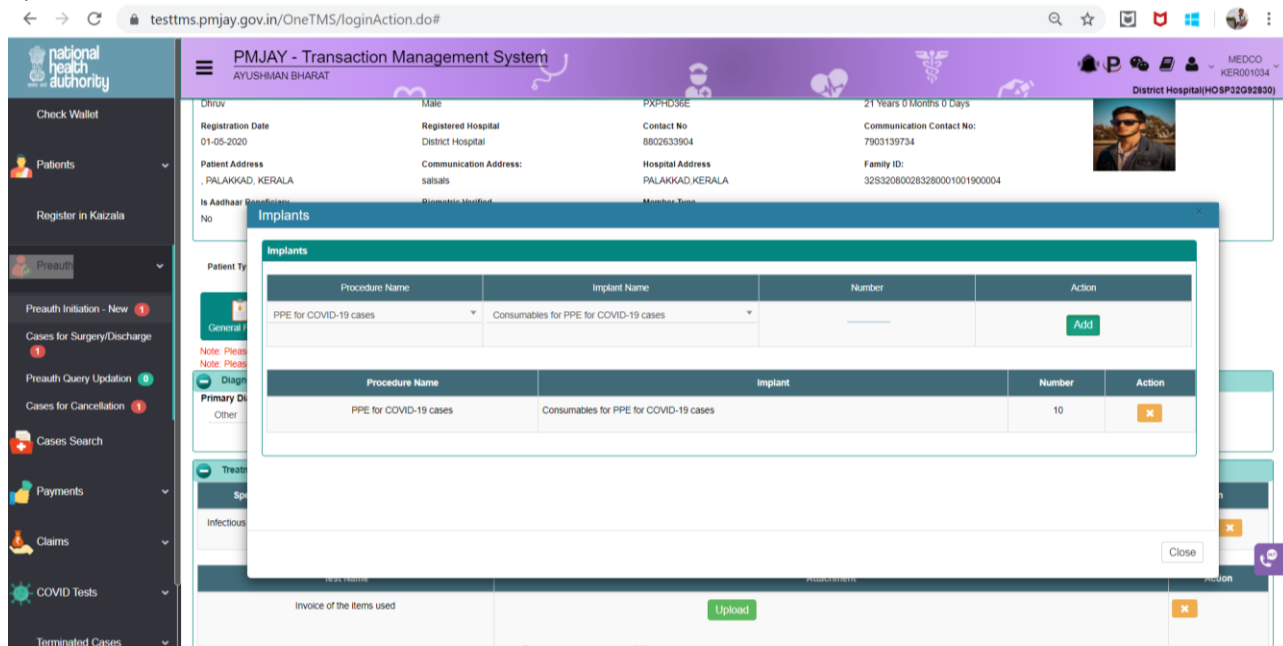 testtms.pmjay.gov.in/OneTMS/loginAction.do#
national
health
authority
PMJAY - Transaction Management System
AYUSHMAN BHARAT
MEDCO
KER001034
District Hospital(HOSP32G92830)
Check Wallet
Patients
Register in Kaizala
Preauth
Preauth Initiation - New 1
Cases for Surgery/Discharge
1
Preauth Query Updation 0
Cases for Cancellation 1
Cases Search
Payments
Claims
COVID Tests
Terminated Cases
Dhruv Male PXPHD36E 21 Years 0 Months 0 Days
Registration Date Registered Hospital Contact No Communication Contact No:
01-05-2020 District Hospital 8802633904 7903139734
Patient Address Communication Address: Hospital Address Family ID:
, PALAKKAD, KERALA salsals PALAKKAD,KERALA 32S3208002832800010019000​04
Is Aadhaar
No
Patient Ty
General
Note: Pleas
Note: Pleas
Diagn
Primary Di
Other
Treatm
Infectious
Implants
Implants
Procedure Name Implant Name Number Action
PPE for COVID-19 cases Consumables for PPE for COVID-19 cases Add
Procedure Name Implant Number Action
PPE for COVID-19 cases Consumables for PPE for COVID-19 cases 10
Close
Invoice of the items used Upload